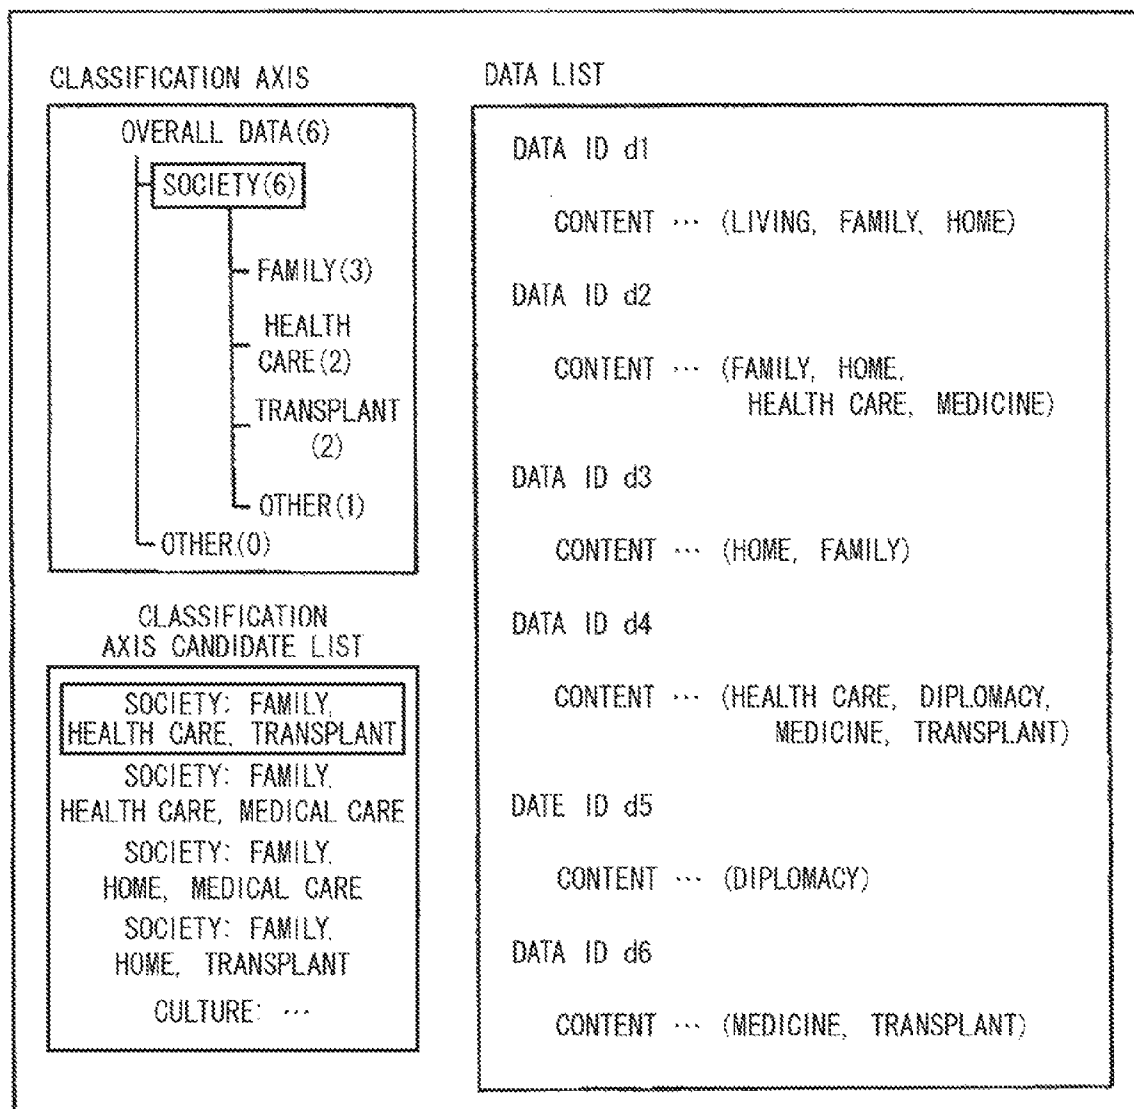 CLASSIFICATION AXIS
OVERALL DATA(6)
SOCIETY(6)
FAMILY(3)
HEALTH
CARE(2)
TRANSPLANT
(2)
OTHER(1)
OTHER(0)
CLASSIFICATION
AXIS CANDIDATE LIST
SOCIETY: FAMILY,
HEALTH CARE, TRANSPLANT
SOCIETY: FAMILY,
HEALTH CARE, MEDICAL CARE
SOCIETY: FAMILY,
HOME, MEDICAL CARE
SOCIETY: FAMILY,
HOME, TRANSPLANT
CULTURE: ···
DATA LIST
DATA ID d1
CONTENT ··· (LIVING, FAMILY, HOME)
DATA ID d2
CONTENT ··· (FAMILY, HOME,
HEALTH CARE, MEDICINE)
DATA ID d3
CONTENT ··· (HOME, FAMILY)
DATA ID d4
CONTENT ··· (HEALTH CARE, DIPLOMACY,
MEDICINE, TRANSPLANT)
DATE ID d5
CONTENT ··· (DIPLOMACY)
DATA ID d6
CONTENT ··· (MEDICINE, TRANSPLANT)